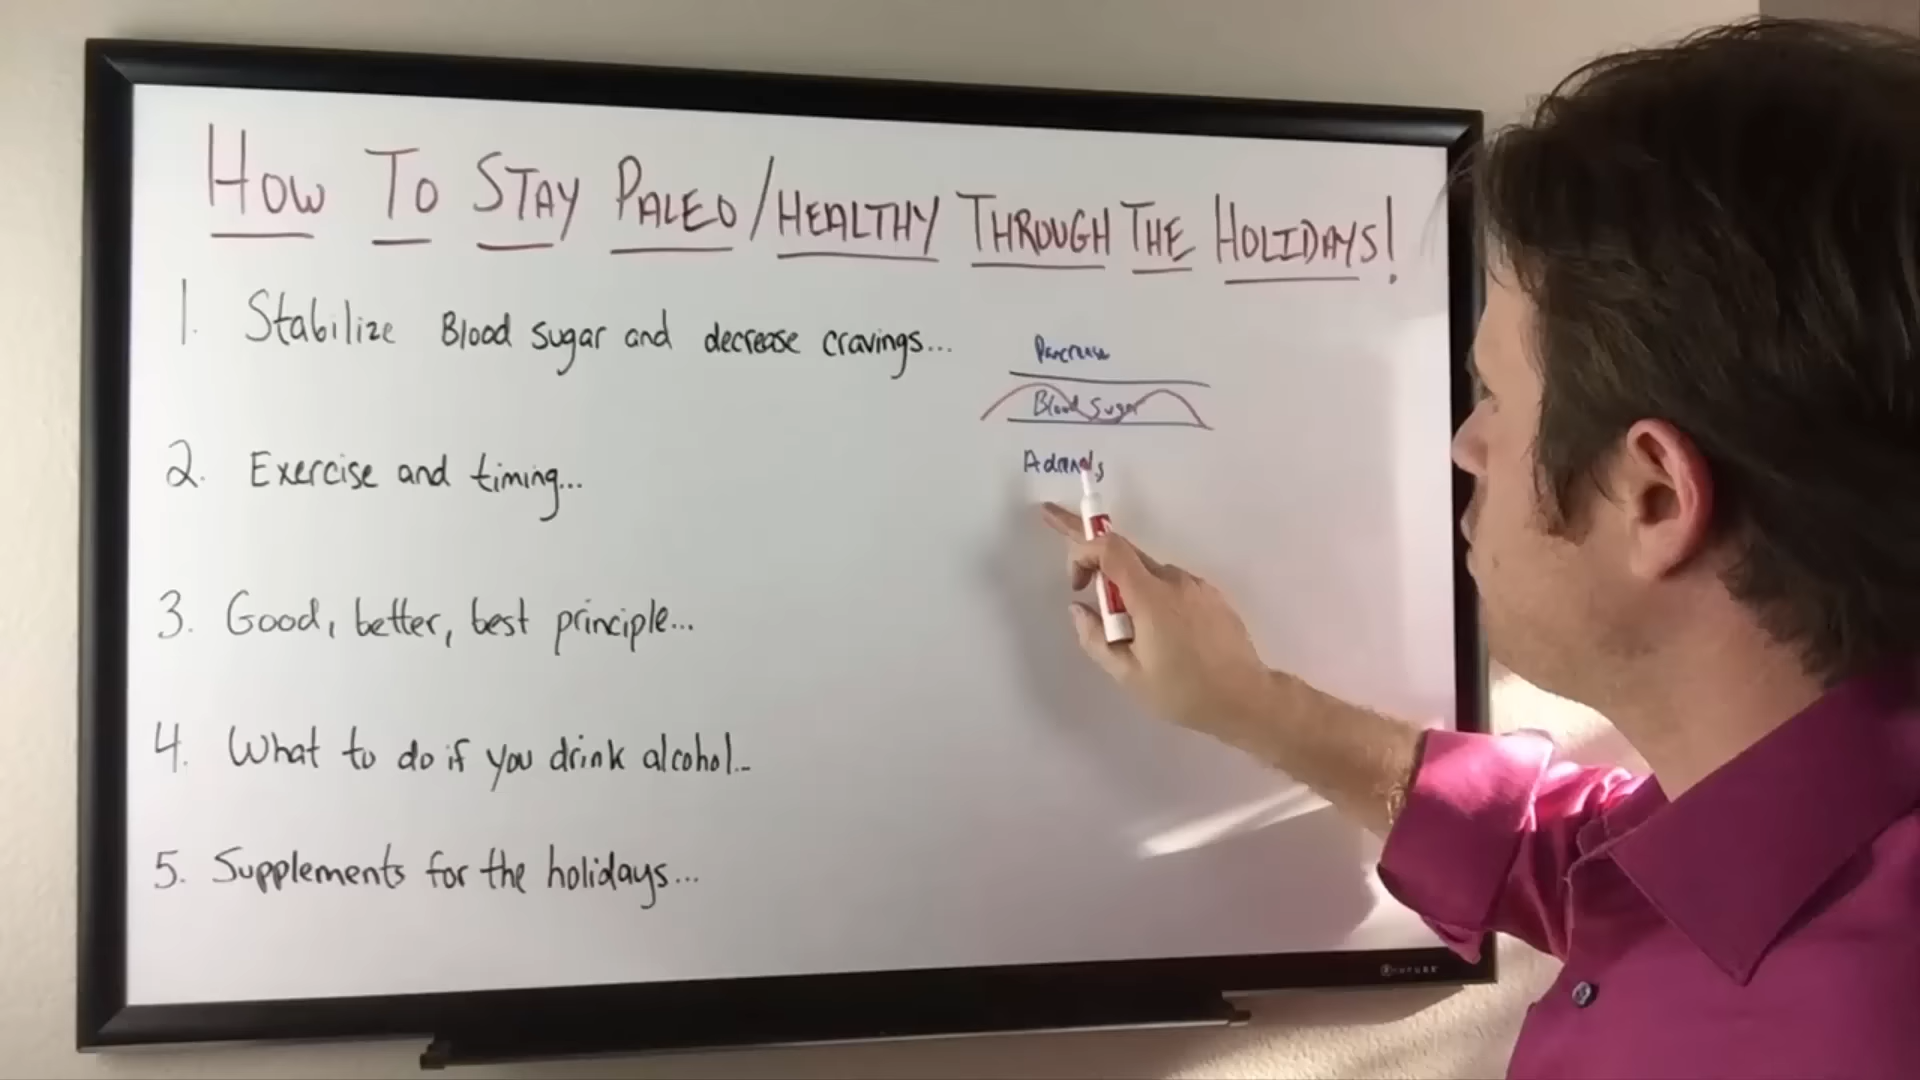 HOW TO STAY PALEO/HEALTHY THROUGH THE HOLIDAYS!
1. Stabilize Blood sugar and decrease cravings...
Pancreas
Blood Sugar
Adrenals
2. Exercise and timing...
3. Good, better, best principle...
4. What to do if you drink alcohol...
5. Supplements for the holidays...